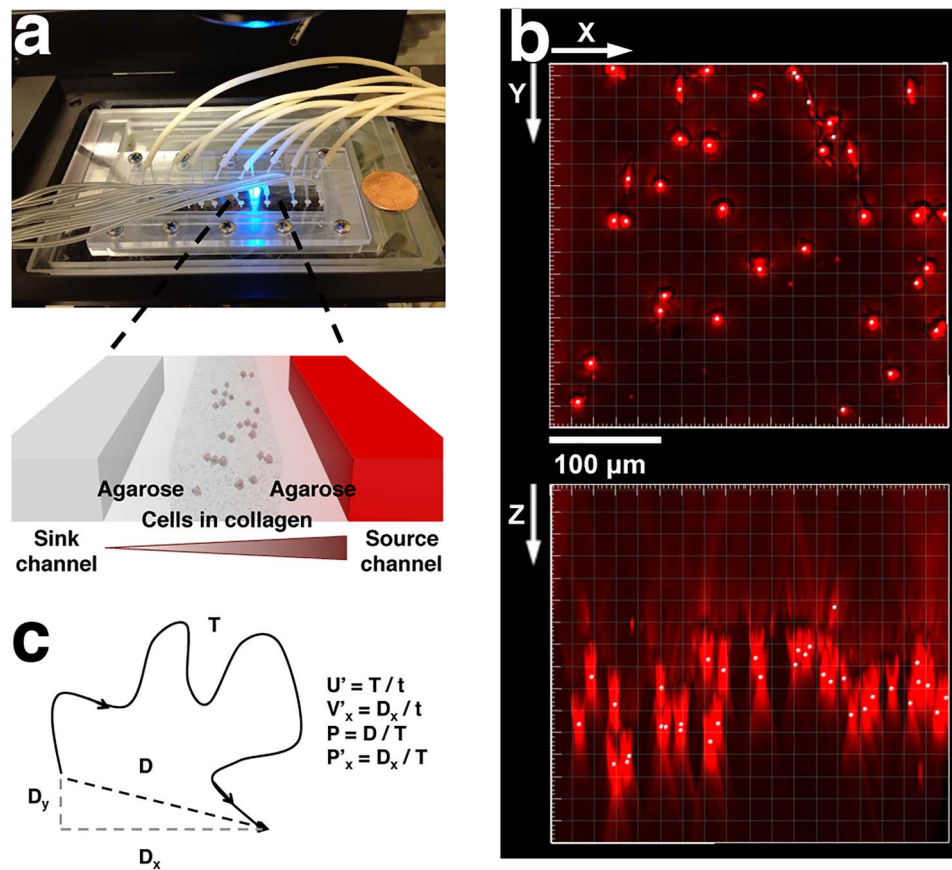 a
Agarose
Agarose
Cells in collagen
Sink
channel
Source
channel
b
X
Y
100 µm
Z
c
T
D
Dy
Dx
U' = T / t
V'x = Dx / t
P = D / T
P'x = Dx / T